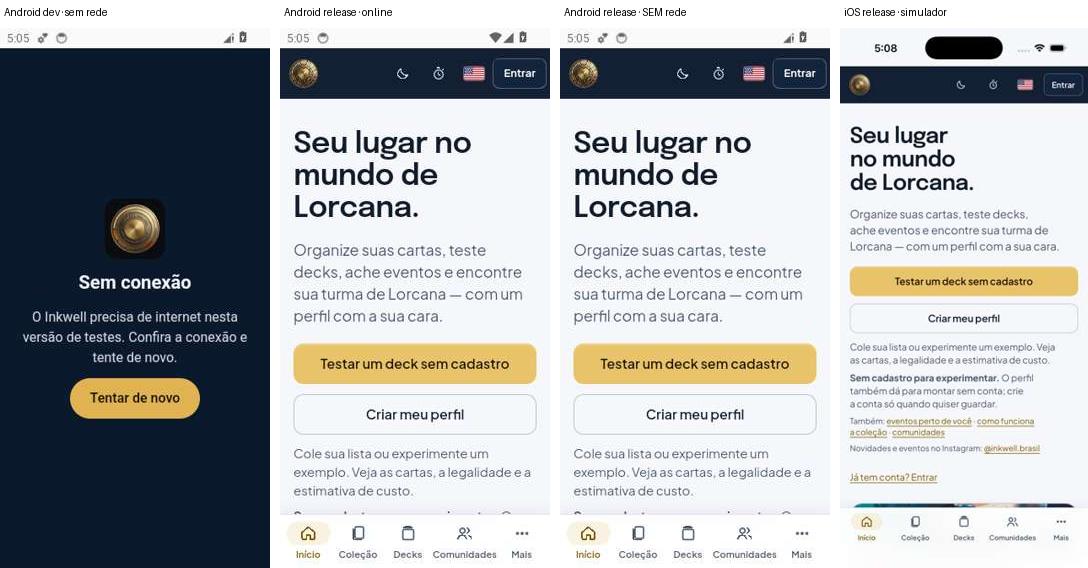 Android dev · sem rede
5:05
Sem conexão
O Inkwell precisa de internet nesta
versão de testes. Confira a conexão e
tente de novo.
Tentar de novo
Android release · online
5:05
Entrar
Seu lugar no
mundo de
Lorcana.
Organize suas cartas, teste
decks, ache eventos e encontre
sua turma de Lorcana — com um
perfil com a sua cara.
Testar um deck sem cadastro
Criar meu perfil
Cole sua lista ou experimente um
exemplo. Veja as cartas, a legalidade e a
estimativa de custo.
Início
Coleção
Decks
Comunidades
Mais
Android release · SEM rede
5:05
Entrar
Seu lugar no
mundo de
Lorcana.
Organize suas cartas, teste
decks, ache eventos e encontre
sua turma de Lorcana — com um
perfil com a sua cara.
Testar um deck sem cadastro
Criar meu perfil
Cole sua lista ou experimente um
exemplo. Veja as cartas, a legalidade e a
estimativa de custo.
Início
Coleção
Decks
Comunidades
Mais
iOS release · simulador
5:08
Entrar
Seu lugar
no mundo
de Lorcana.
Organize suas cartas, teste decks,
ache eventos e encontre sua turma de
Lorcana — com um perfil com a sua cara.
Testar um deck sem cadastro
Criar meu perfil
Cole sua lista ou experimente um exemplo. Veja
as cartas, a legalidade e a estimativa de custo.
Sem cadastro para experimentar. O perfil
também dá para montar sem conta; crie
a conta só quando quiser guardar.
Também: eventos perto de você · como funciona
a coleção · comunidades
Novidades e eventos no Instagram: @inkwell.brasil
Já tem conta? Entrar
Início
Coleção
Decks
Comunidades
Mais